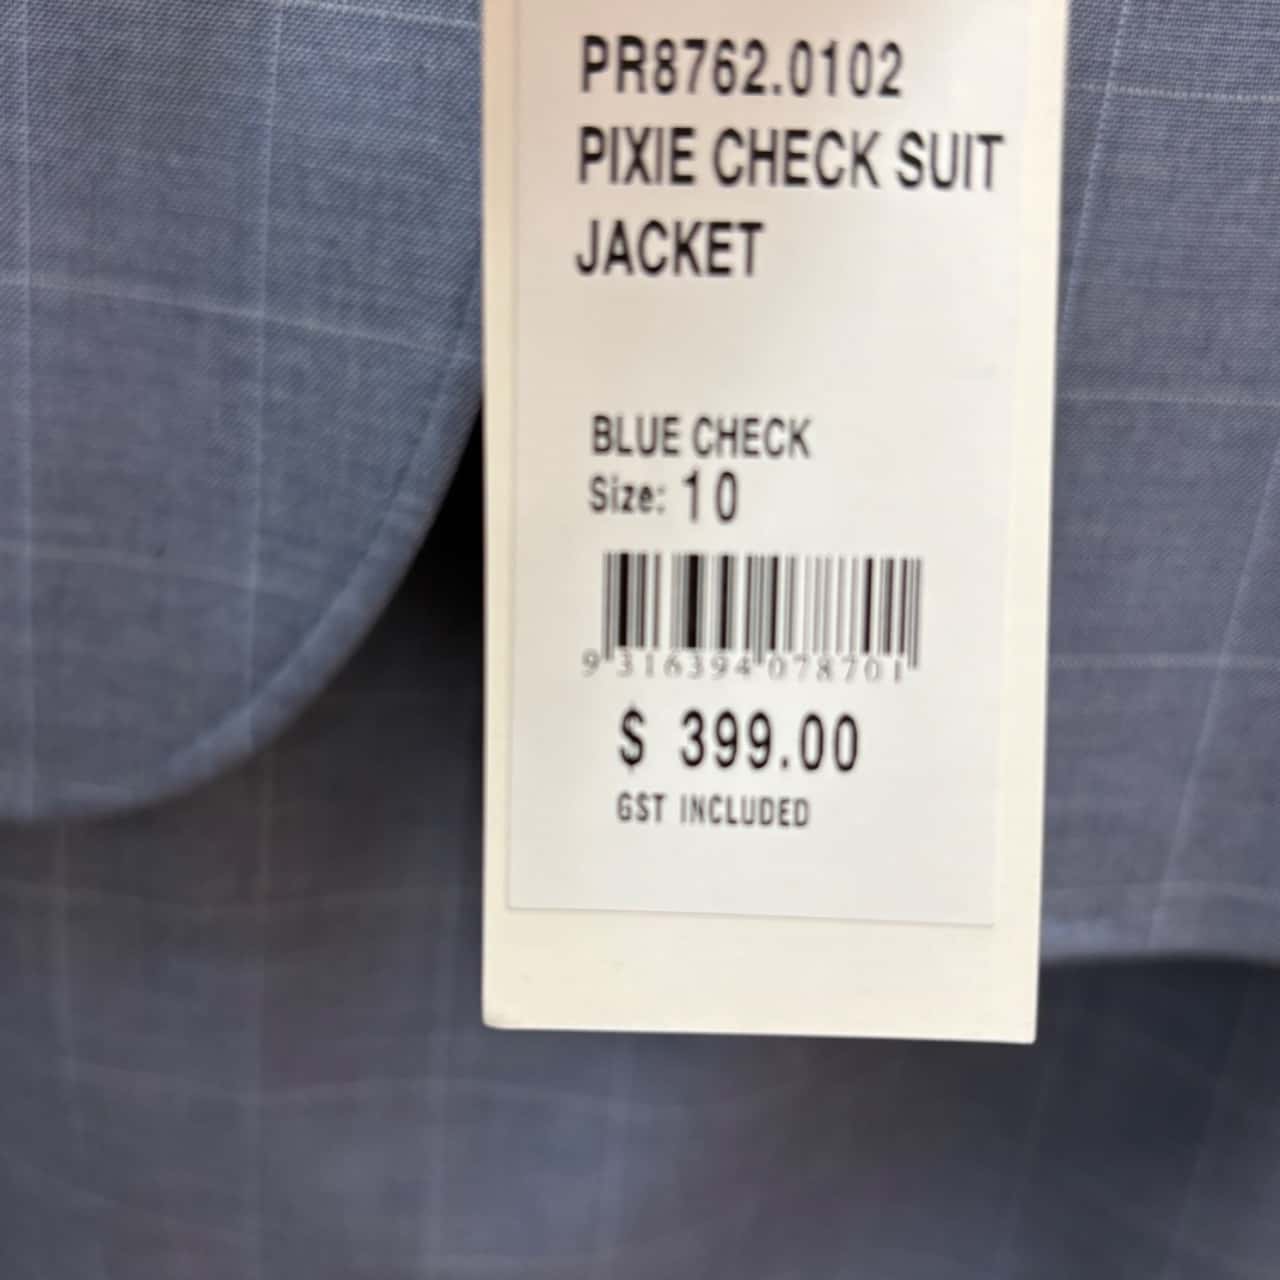 PR8762.0102
PIXIE CHECK SUIT
JACKET
BLUE CHECK
Size: 10
9 316394 078701
$ 399.00
GST INCLUDED